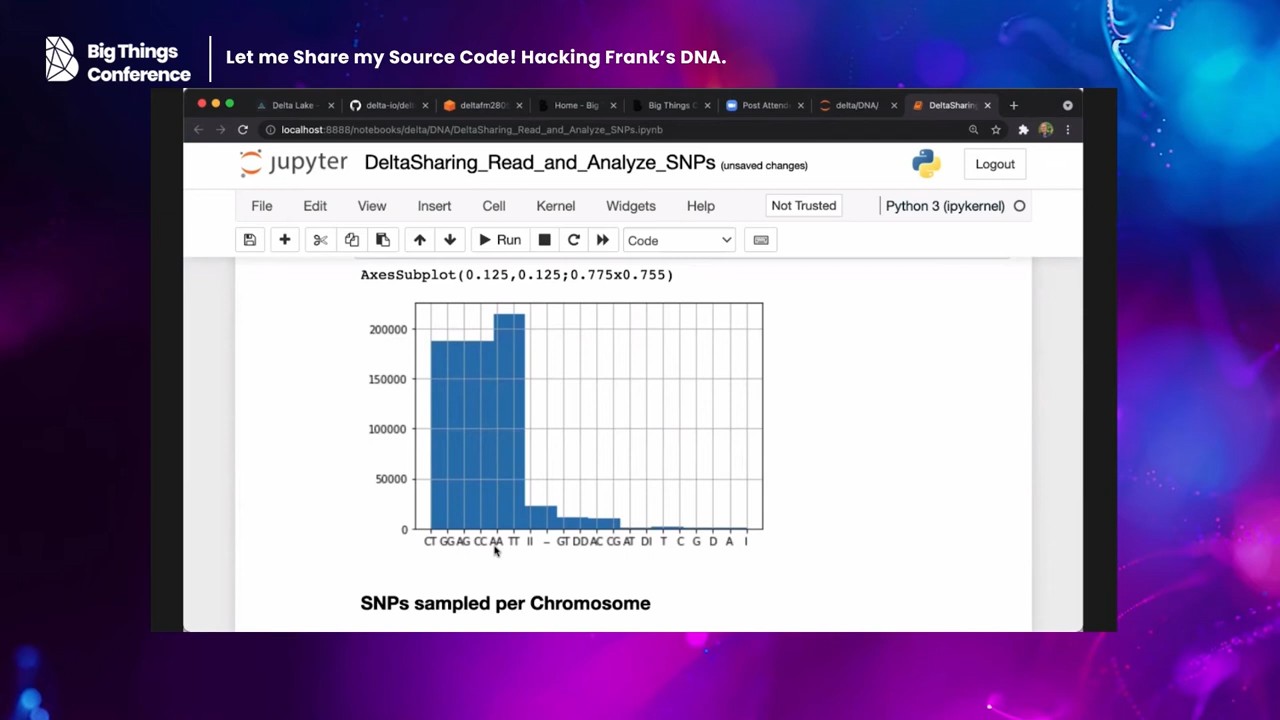 Big Things
Conference
Let me Share my Source Code! Hacking Frank's DNA.
Delta Lake
delta-io/delt
deltafm280
Home - Big
Big Things C
Post Attend
delta/DNA/
DeltaSharing
localhost:8888/notebooks/delta/DNA/DeltaSharing_Read_and_Analyze_SNPs.ipynb
jupyter DeltaSharing_Read_and_Analyze_SNPs (unsaved changes)
Logout
File Edit View Insert Cell Kernel Widgets Help Not Trusted Python 3 (ipykernel)
Run Code
AxesSubplot(0.125,0.125;0.775x0.755)
200000
150000
100000
50000
0
CT GG AG CC AA TT II -- GT DD AC CG AT DI T C G D A I
SNPs sampled per Chromosome